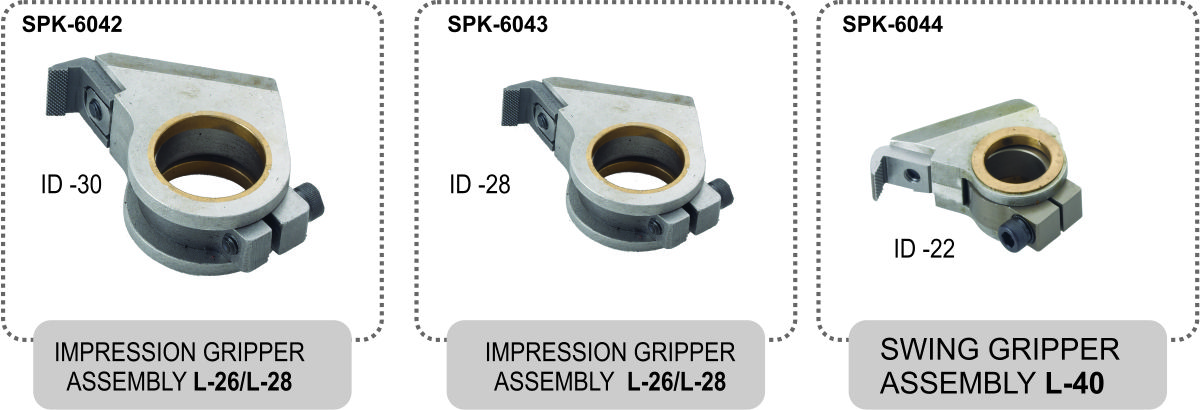 SPK-6042
ID -30
IMPRESSION GRIPPER
ASSEMBLY L-26/L-28
SPK-6043
ID -28
IMPRESSION GRIPPER
ASSEMBLY L-26/L-28
SPK-6044
ID -22
SWING GRIPPER
ASSEMBLY L-40